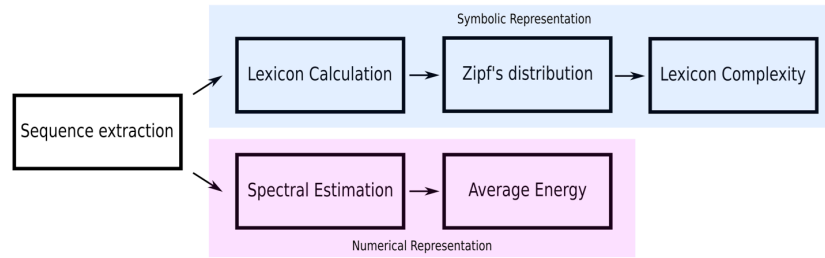 Symbolic Representation
Lexicon Calculation
Zipf's distribution
Lexicon Complexity
Sequence extraction
Spectral Estimation
Average Energy
Numerical Representation